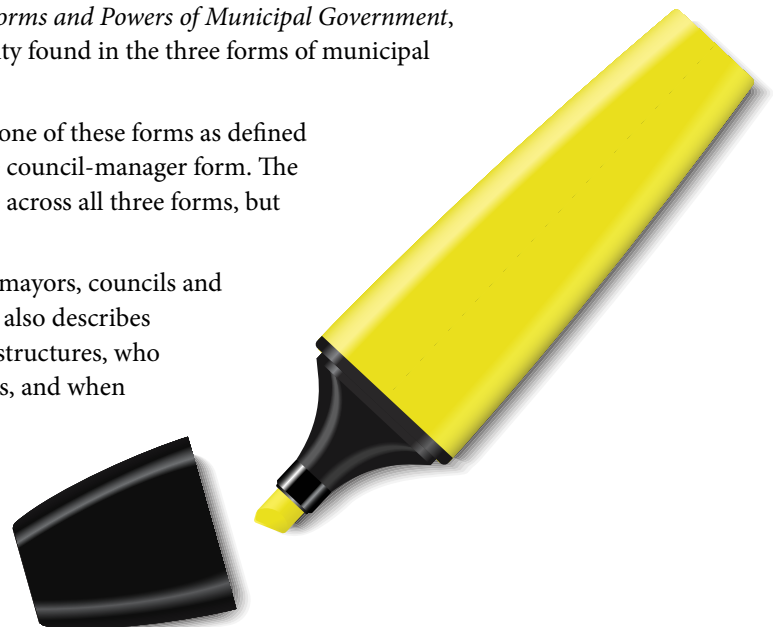 orms and Powers of Municipal Government,
ty found in the three forms of municipal
one of these forms as defined
council-manager form. The
across all three forms, but
mayors, councils and
also describes
structures, who
s, and when